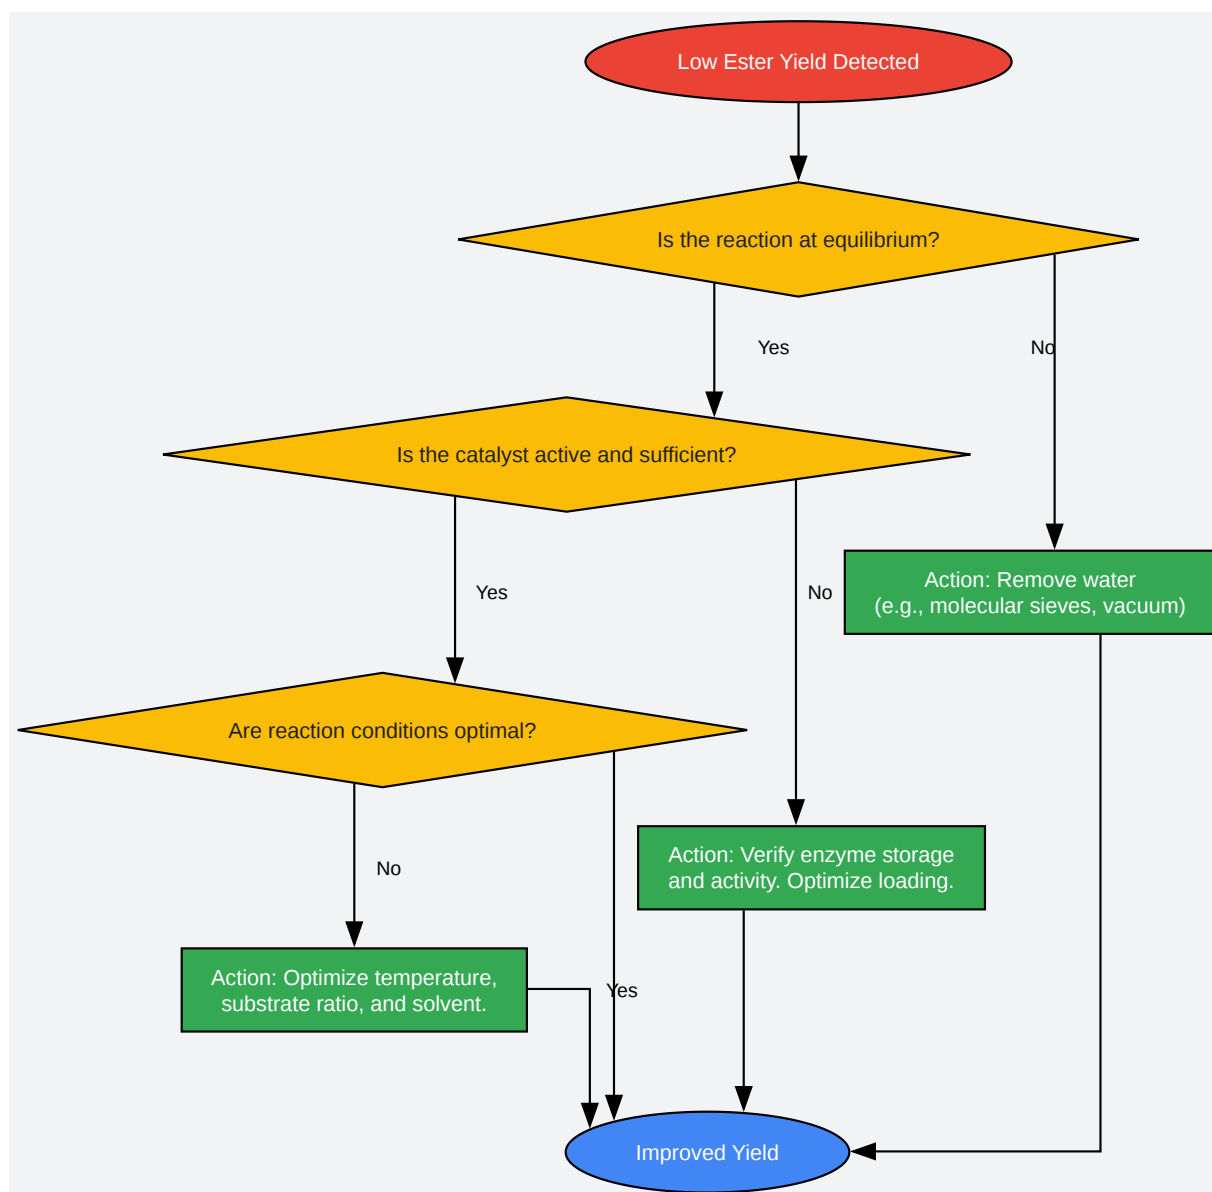 Low Ester Yield Detected
Is the reaction at equilibrium?
Yes
No
Is the catalyst active and sufficient?
Yes
No
Action: Remove water
(e.g., molecular sieves, vacuum)
Are reaction conditions optimal?
No
Action: Verify enzyme storage
and activity. Optimize loading.
Action: Optimize temperature,
substrate ratio, and solvent.
Yes
Improved Yield